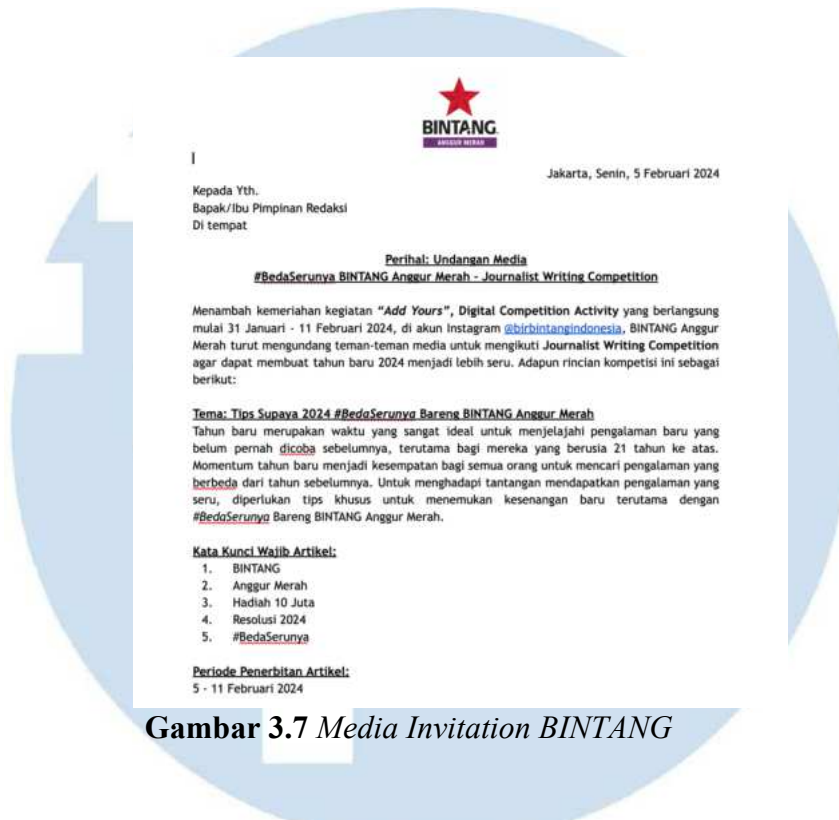 BINTANG
ANGGUR MERAH
Jakarta, Senin, 5 Februari 2024
Kepada Yth.
Bapak/Ibu Pimpinan Redaksi
Di tempat
Perihal: Undangan Media
#BedaSerunya BINTANG Anggur Merah - Journalist Writing Competition
Menambah kemeriahan kegiatan "Add Yours", Digital Competition Activity yang berlangsung
mulai 31 Januari - 11 Februari 2024, di akun Instagram @birbintangindonesia, BINTANG Anggur
Merah turut mengundang teman-teman media untuk mengikuti Journalist Writing Competition
agar dapat membuat tahun baru 2024 menjadi lebih seru. Adapun rincian kompetisi ini sebagai
berikut:
Tema: Tips Supaya 2024 #BedaSerunya Bareng BINTANG Anggur Merah
Tahun baru merupakan waktu yang sangat ideal untuk menjelajahi pengalaman baru yang
belum pernah dicoba sebelumnya, terutama bagi mereka yang berusia 21 tahun ke atas.
Momentum tahun baru menjadi kesempatan bagi semua orang untuk mencari pengalaman yang
berbeda dari tahun sebelumnya. Untuk menghadapi tantangan mendapatkan pengalaman yang
seru, diperlukan tips khusus untuk menemukan kesenangan baru terutama dengan
#BedaSerunya Bareng BINTANG Anggur Merah.
Kata Kunci Wajib Artikel:
1. BINTANG
2. Anggur Merah
3. Hadiah 10 Juta
4. Resolusi 2024
5. #BedaSerunya
Periode Penerbitan Artikel:
5 - 11 Februari 2024
Gambar 3.7 Media Invitation BINTANG